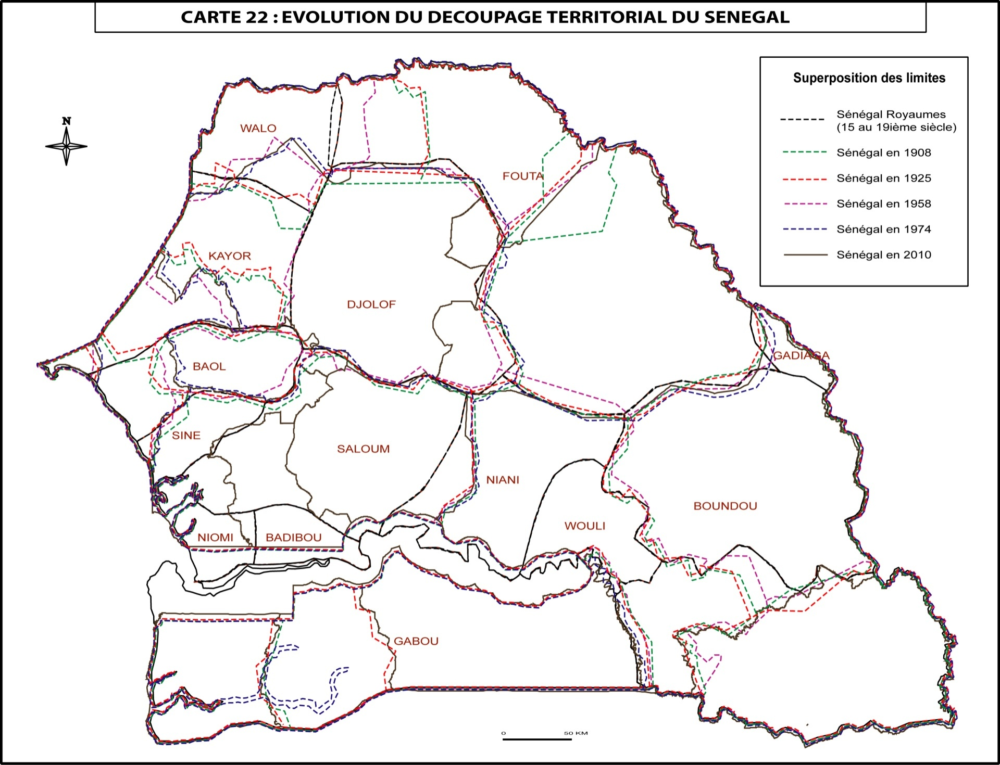 CARTE 22 : EVOLUTION DU DECOUPAGE TERRITORIAL DU SENEGAL
Superposition des limites
Sénégal Royaumes
(15 au 19ième siècle)
Sénégal en 1908
Sénégal en 1925
Sénégal en 1958
Sénégal en 1974
Sénégal en 2010
N
WALO
FOUTA
KAYOR
DJOLOF
GADIAGA
BAOL
SINE
SALOUM
NIANI
BOUNDOU
WOULI
NIOMI
BADIBOU
GABOU
0 50 KM